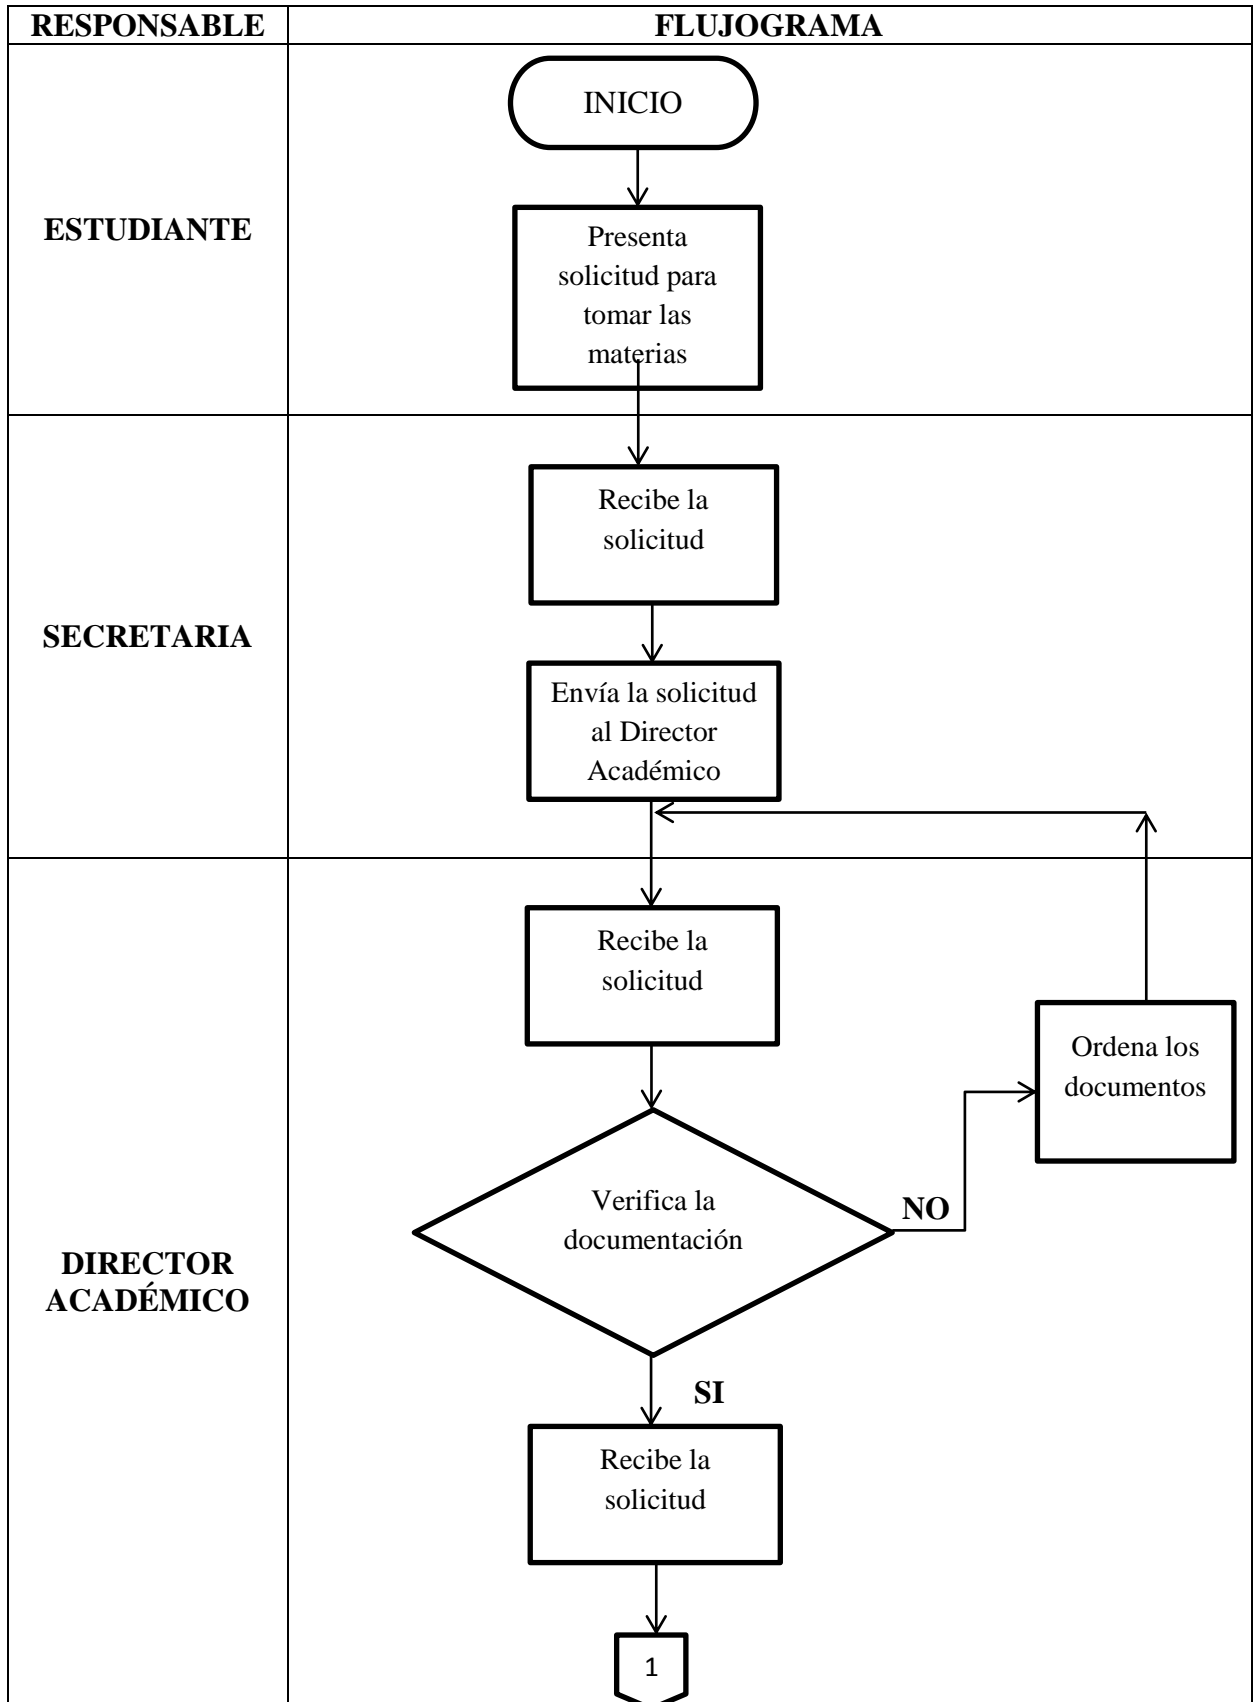 RESPONSABLE
FLUJOGRAMA
ESTUDIANTE
INICIO
Presenta
solicitud para
tomar las
materias
SECRETARIA
Recibe la
solicitud
Envía la solicitud
al Director
Académico
DIRECTOR
ACADÉMICO
Recibe la
solicitud
Ordena los
documentos
Verifica la
documentación
NO
SI
Recibe la
solicitud
1